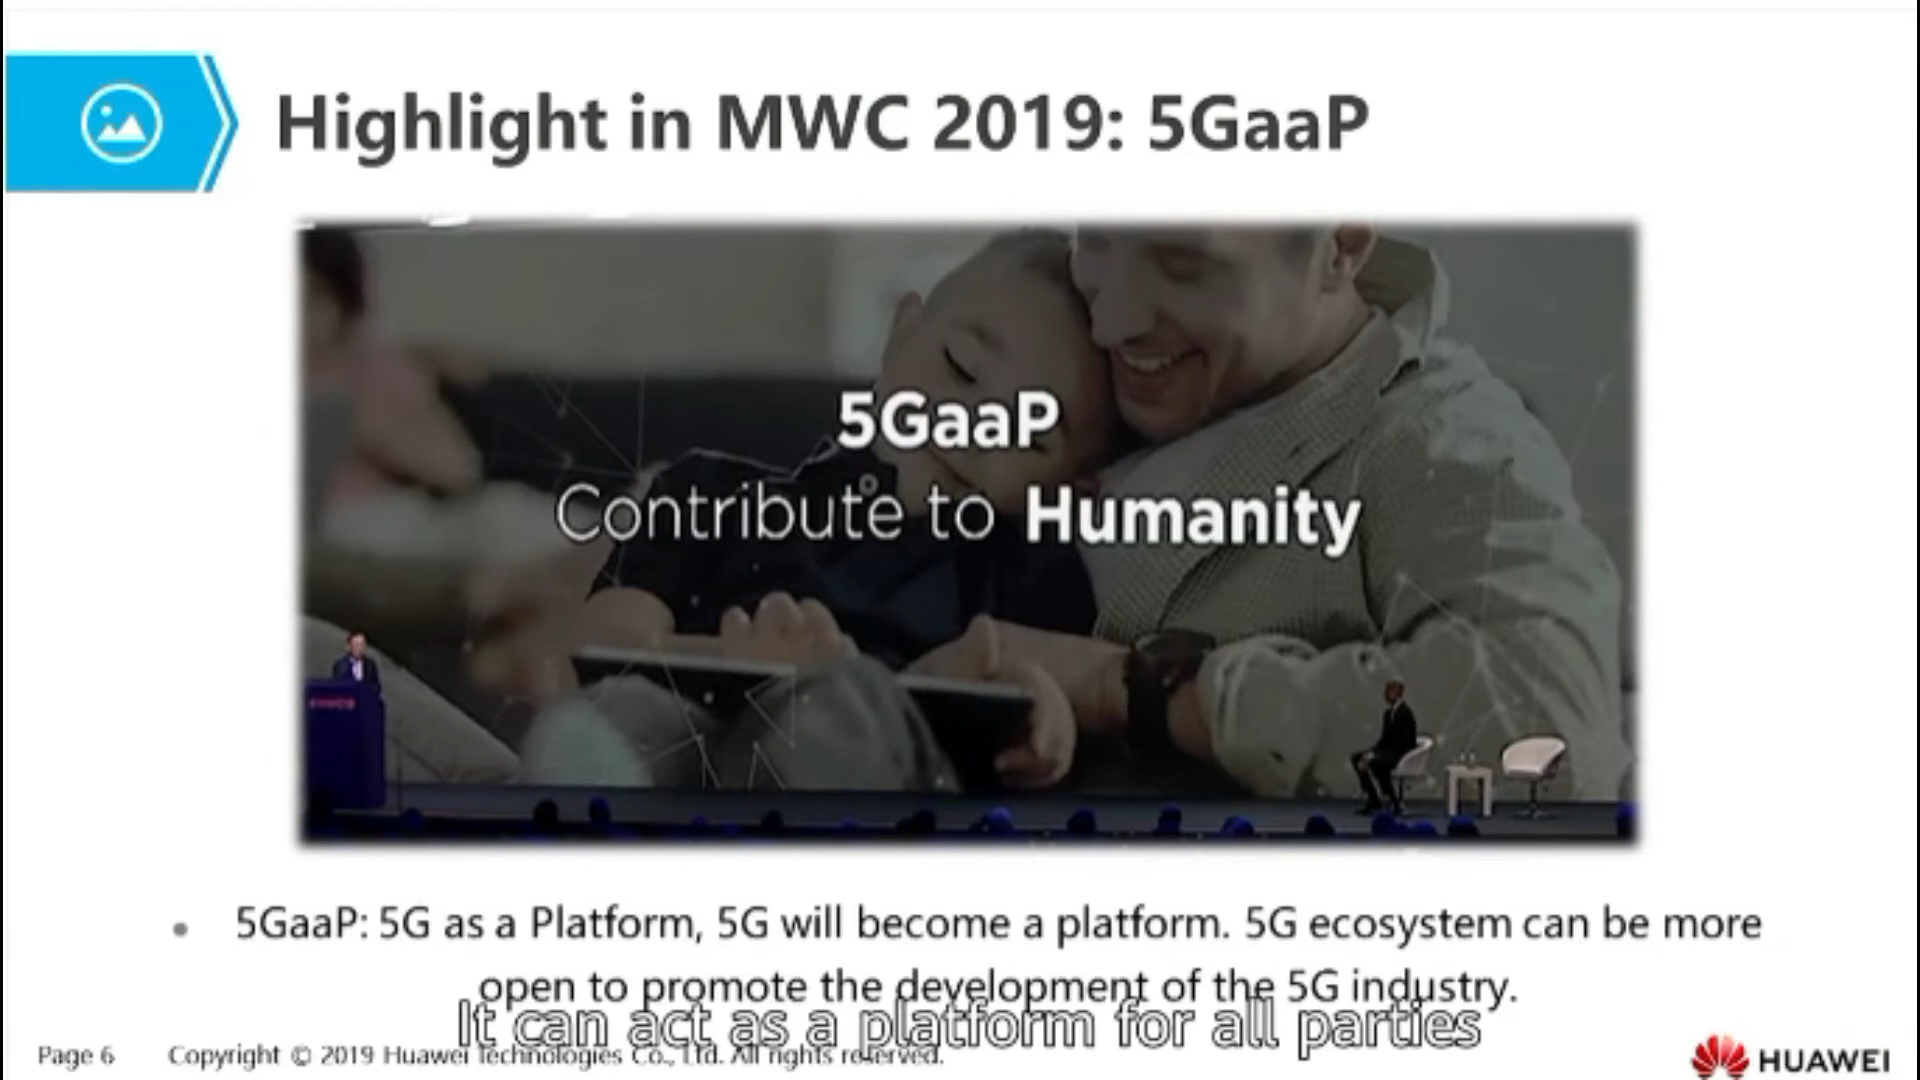 Highlight in MWC 2019: 5GaaP
5GaaP
Contribute to Humanity
5GaaP: 5G as a Platform, 5G will become a platform. 5G ecosystem can be more
open to promote the development of the 5G industry.
It can act as a platform for all parties
Page 6 Copyright © 2019 Huawei Technologies Co., Ltd. All rights reserved.
HUAWEI